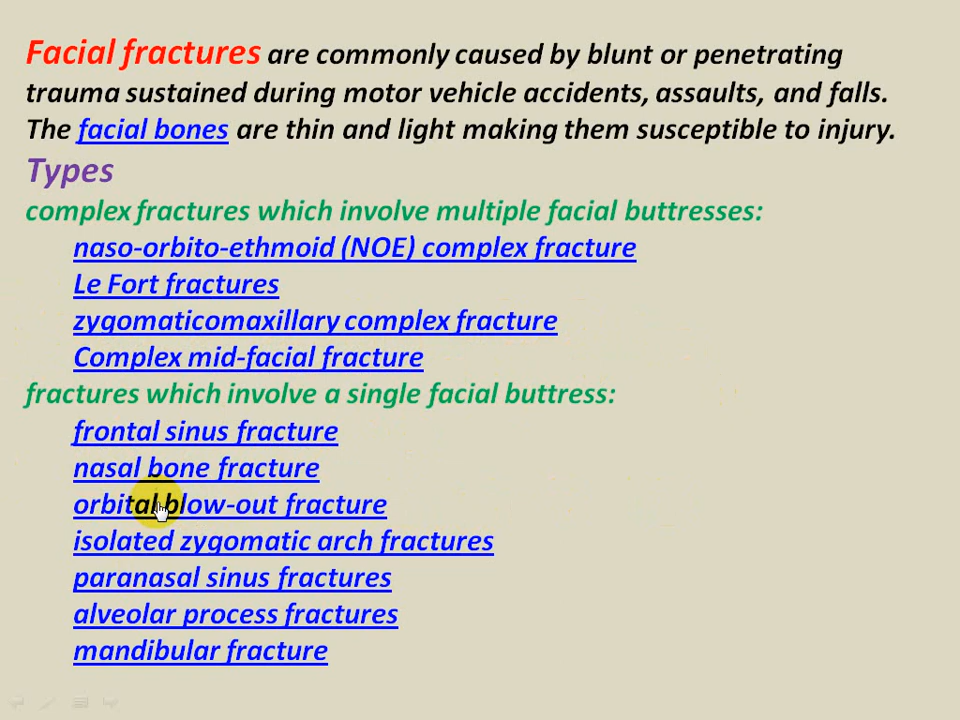 Facial fractures are commonly caused by blunt or penetrating
trauma sustained during motor vehicle accidents, assaults, and falls.
The facial bones are thin and light making them susceptible to injury.
Types
complex fractures which involve multiple facial buttresses:
naso-orbito-ethmoid (NOE) complex fracture
Le Fort fractures
zygomaticomaxillary complex fracture
Complex mid-facial fracture
fractures which involve a single facial buttress:
frontal sinus fracture
nasal bone fracture
orbital blow-out fracture
isolated zygomatic arch fractures
paranasal sinus fractures
alveolar process fractures
mandibular fracture